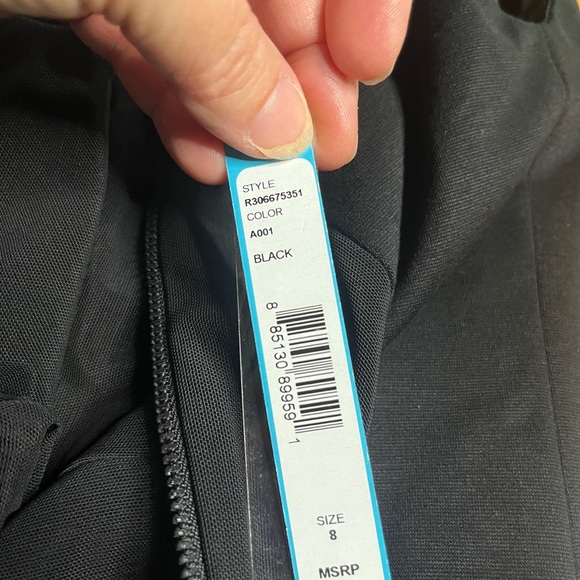 STYLE
R306675351
COLOR
A001
BLACK
8 85130 89959 1
SIZE
8
MSRP